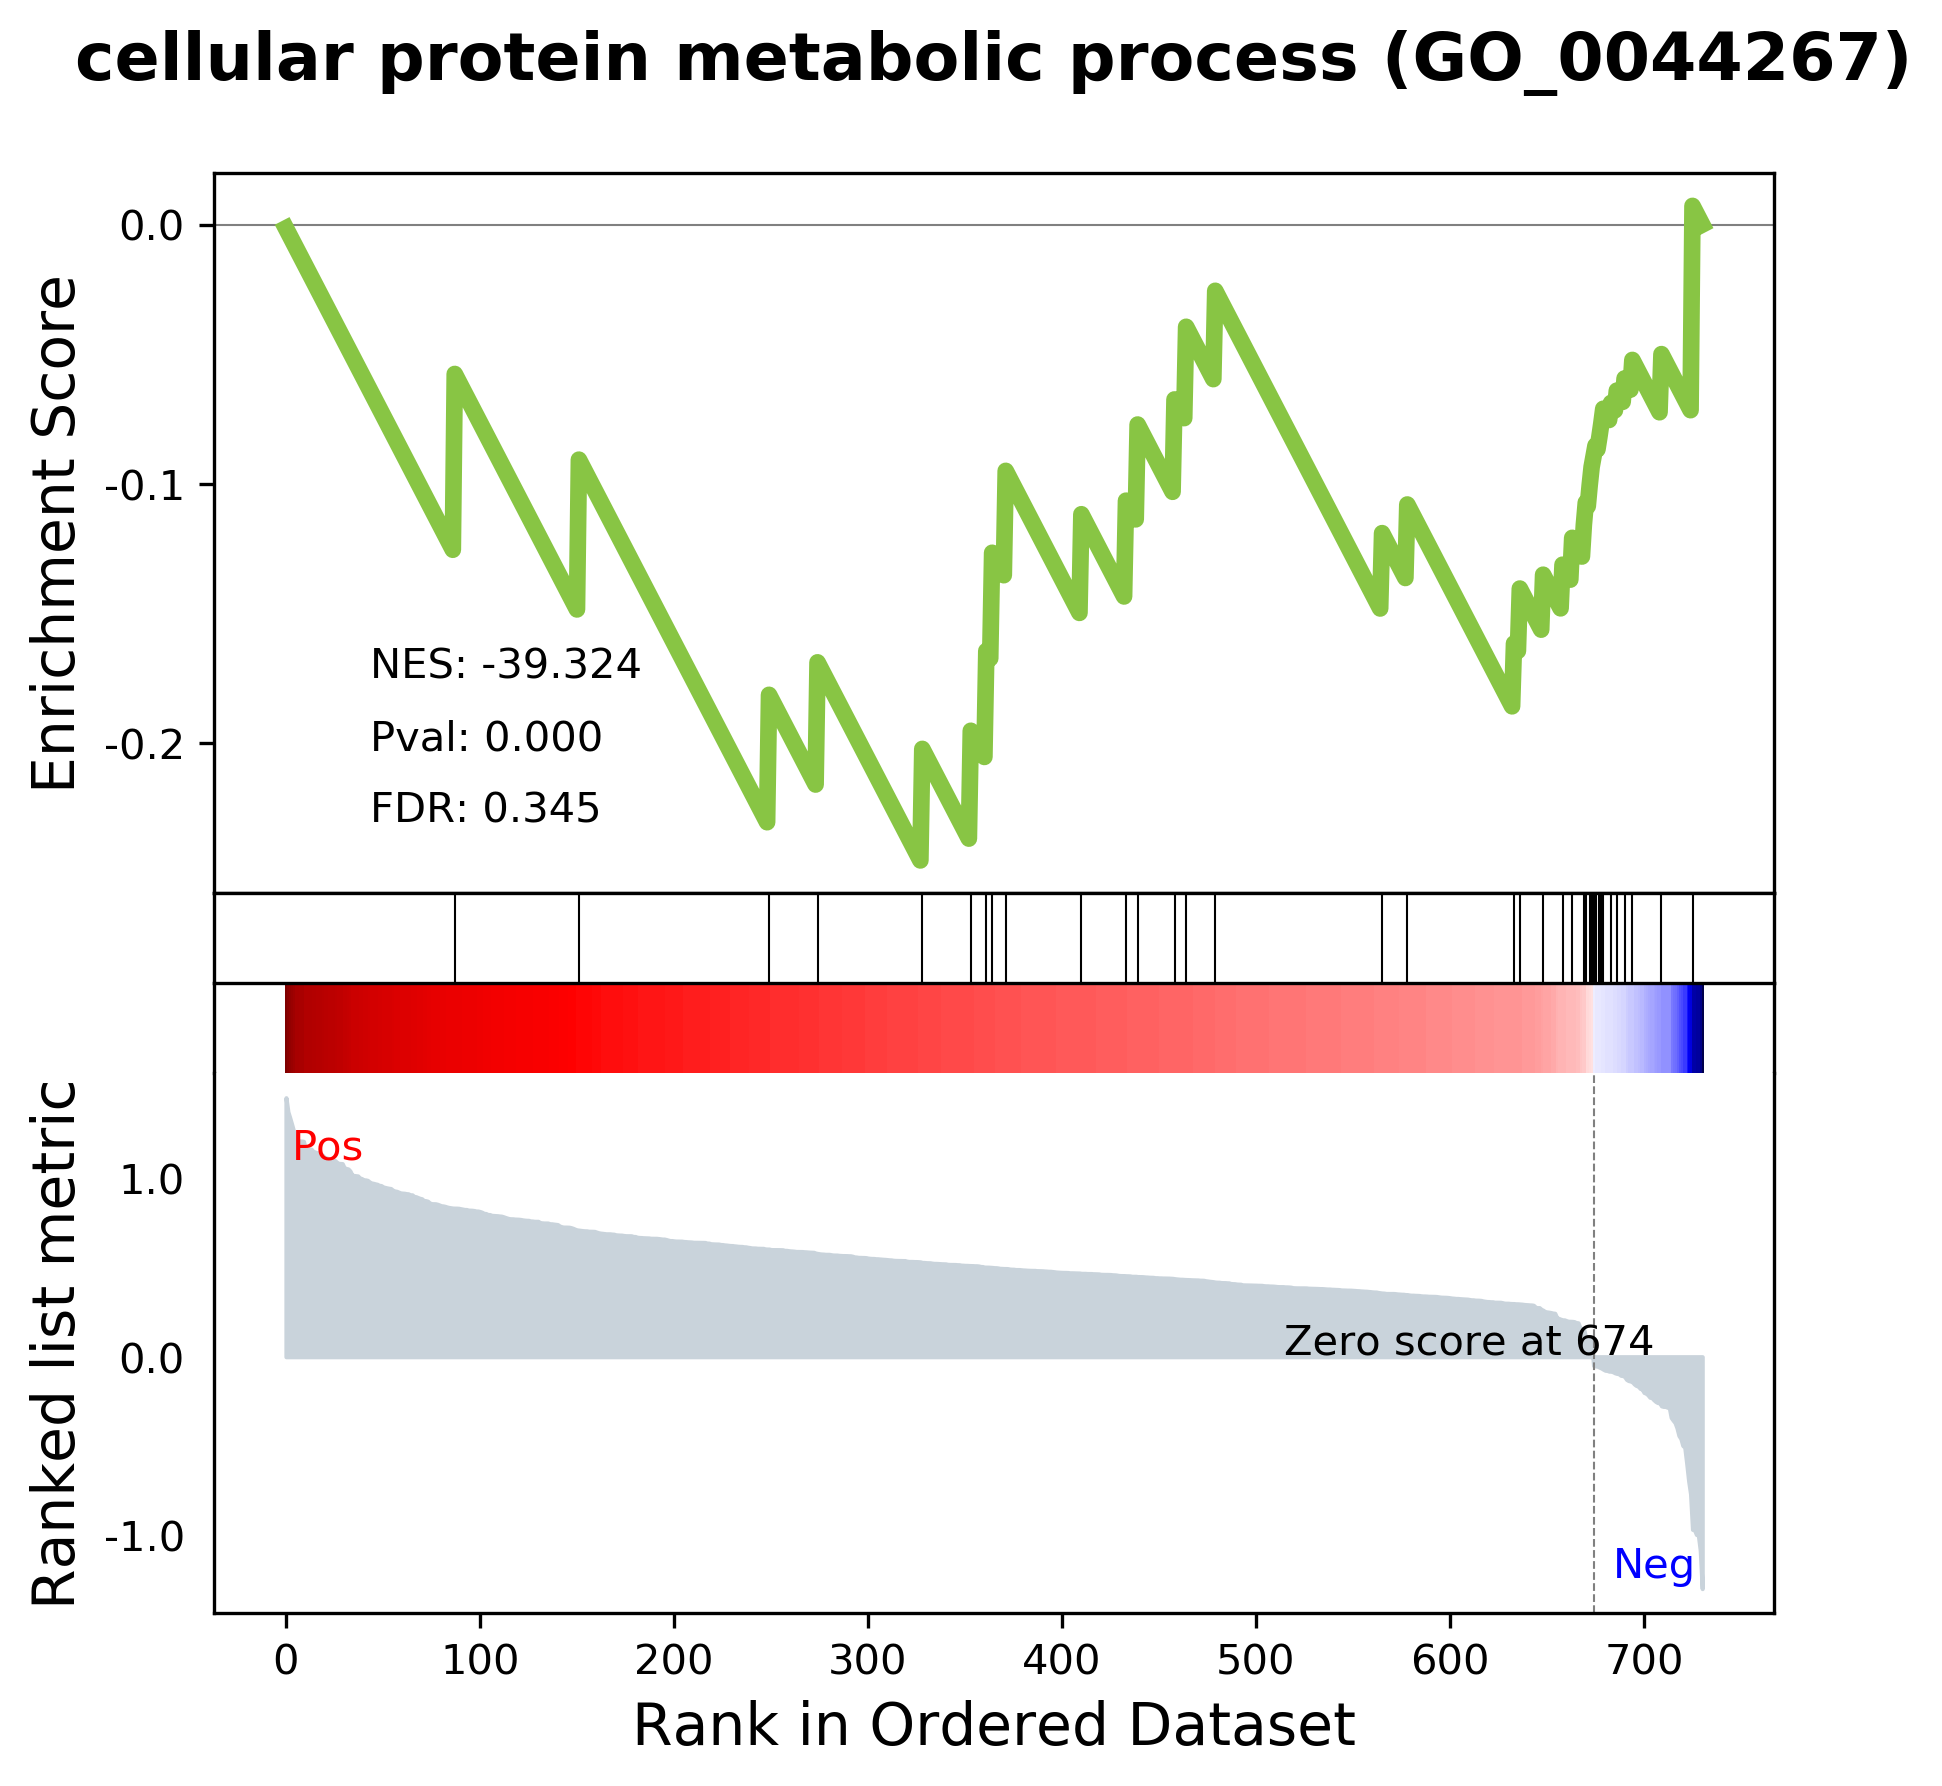 cellular protein metabolic process (GO_0044267)
Enrichment Score
0.0
-0.1
-0.2
NES: -39.324
Pval: 0.000
FDR: 0.345
Ranked list metric
1.0
0.0
-1.0
Pos
Zero score at 674
Neg
0 100 200 300 400 500 600 700
Rank in Ordered Dataset